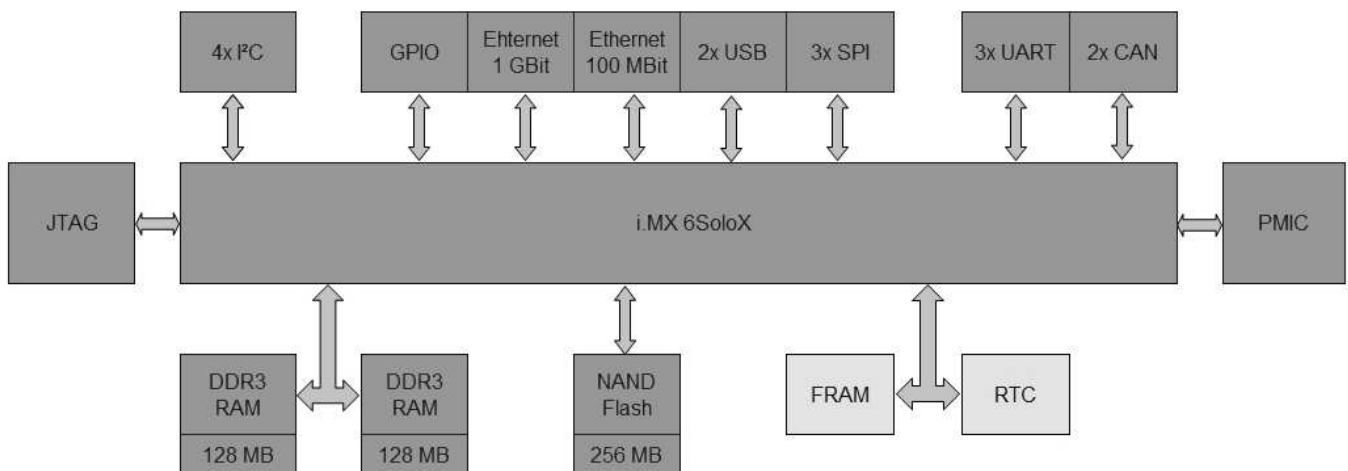 4x I²C
GPIO
Ehternet
1 GBit
Ethernet
100 MBit
2x USB
3x SPI
3x UART
2x CAN
JTAG
i.MX 6SoloX
PMIC
DDR3
RAM
128 MB
DDR3
RAM
128 MB
NAND
Flash
256 MB
FRAM
RTC